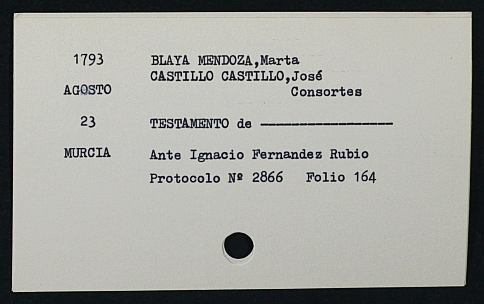 1793 BLAYA MENDOZA,Marta
CASTILLO CASTILLO,José
AGOSTO Consortes
23 TESTAMENTO de -----------------
MURCIA Ante Ignacio Fernandez Rubio
Protocolo Nº 2866 Folio 164